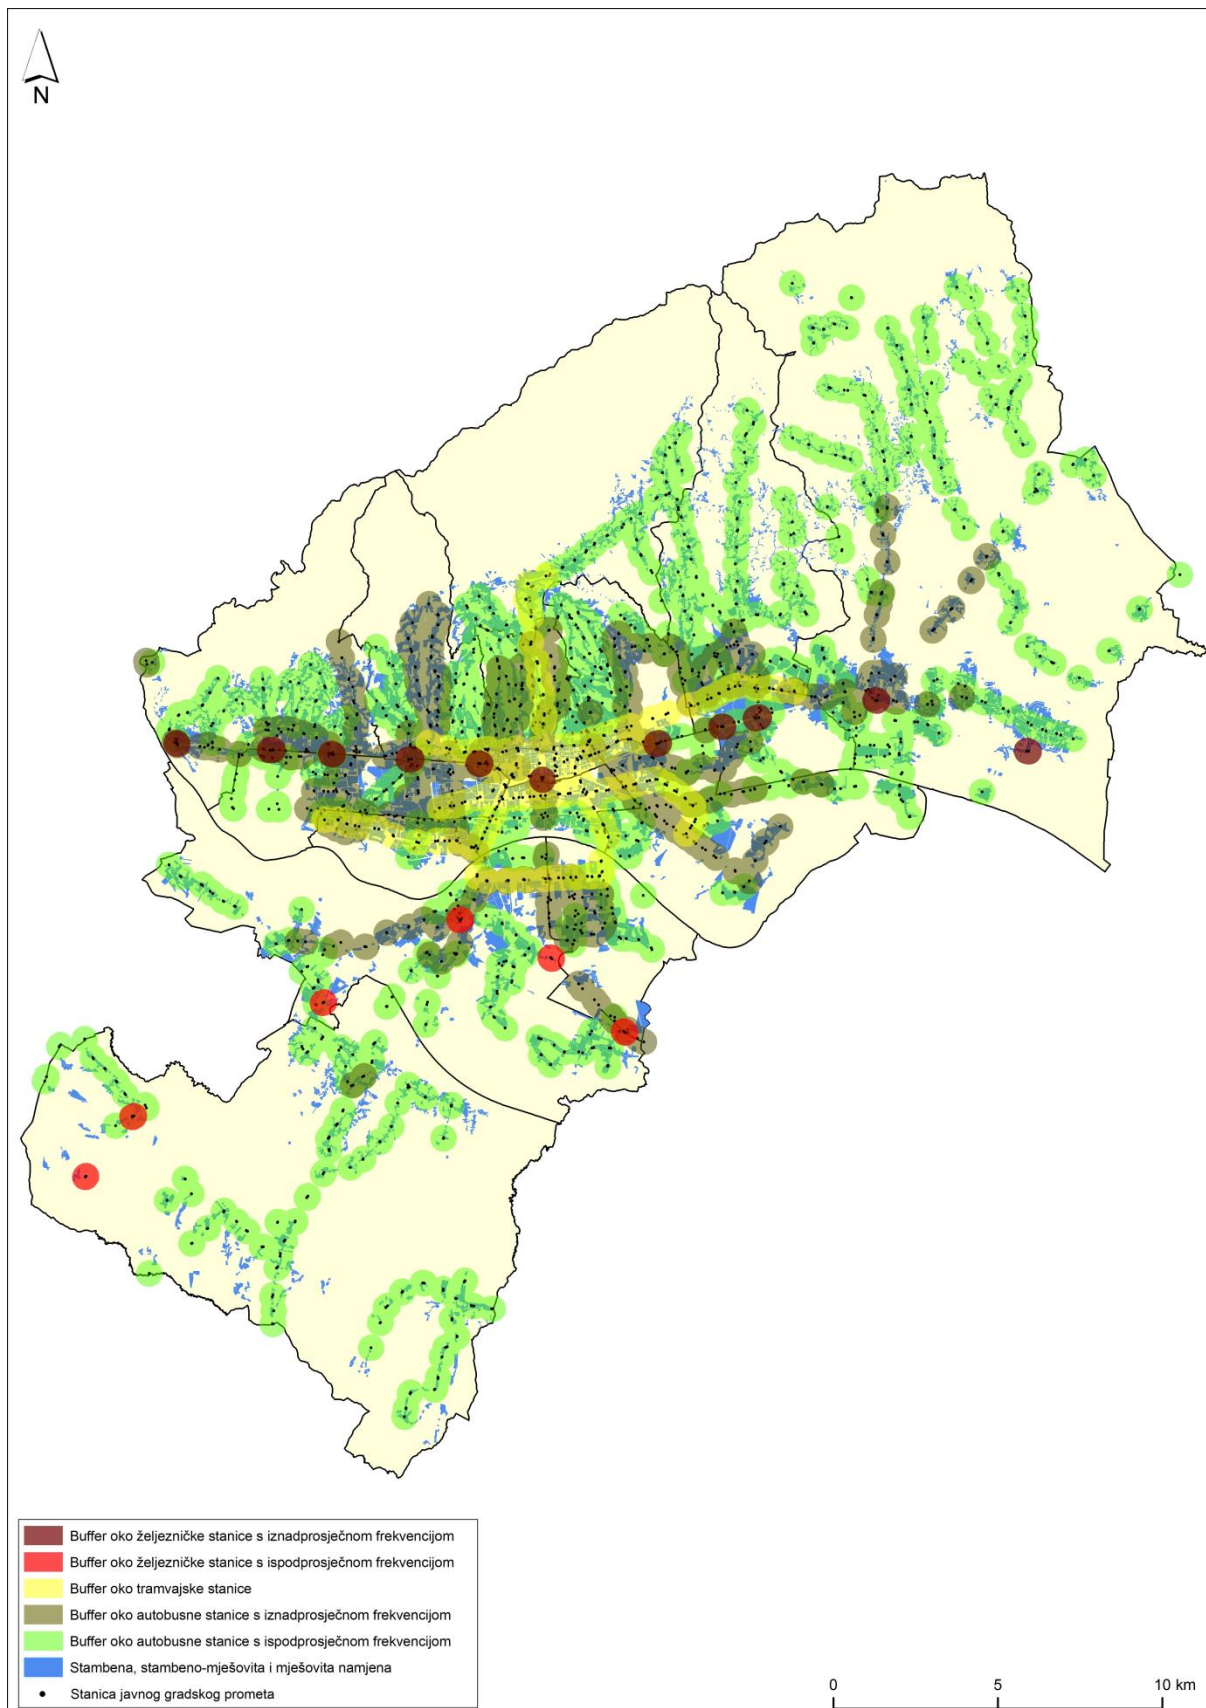 N
Buffer oko željezničke stanice s iznadprosječnom frekvencijom
Buffer oko željezničke stanice s ispodprosječnom frekvencijom
Buffer oko tramvajske stanice
Buffer oko autobusne stanice s iznadprosječnom frekvencijom
Buffer oko autobusne stanice s ispodprosječnom frekvencijom
Stambena, stambeno-mješovita i mješovita namjena
Stanica javnog gradskog prometa
0 5 10 km